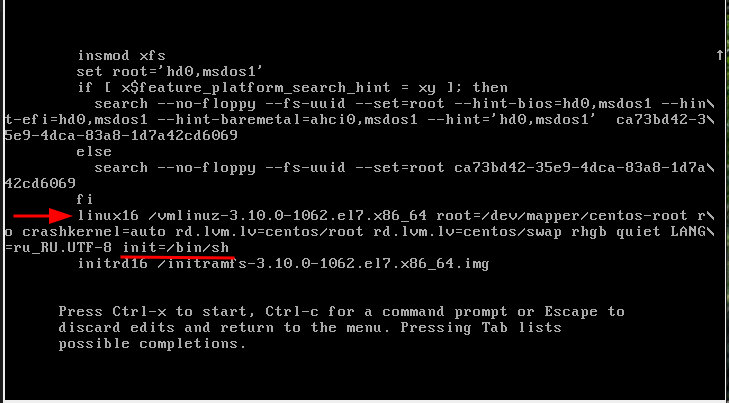 insmod xfs
set root='hd0,msdos1'
if [ x$feature_platform_search_hint = xy ]; then
search --no-floppy --fs-uuid --set=root --hint-bios=hd0,msdos1 --hin\
t-efi=hd0,msdos1 --hint-baremetal=ahci0,msdos1 --hint='hd0,msdos1'  ca73bd42-3\
5e9-4dca-83a8-1d7a42cd6069
else
search --no-floppy --fs-uuid --set=root ca73bd42-35e9-4dca-83a8-1d7a\
42cd6069
fi
linux16 /vmlinuz-3.10.0-1062.el7.x86_64 root=/dev/mapper/centos-root r\
o crashkernel=auto rd.lvm.lv=centos/root rd.lvm.lv=centos/swap rhgb quiet LANG\
=ru_RU.UTF-8 init=/bin/sh
initrd16 /initramfs-3.10.0-1062.el7.x86_64.img
Press Ctrl-x to start, Ctrl-c for a command prompt or Escape to
discard edits and return to the menu. Pressing Tab lists
possible completions.